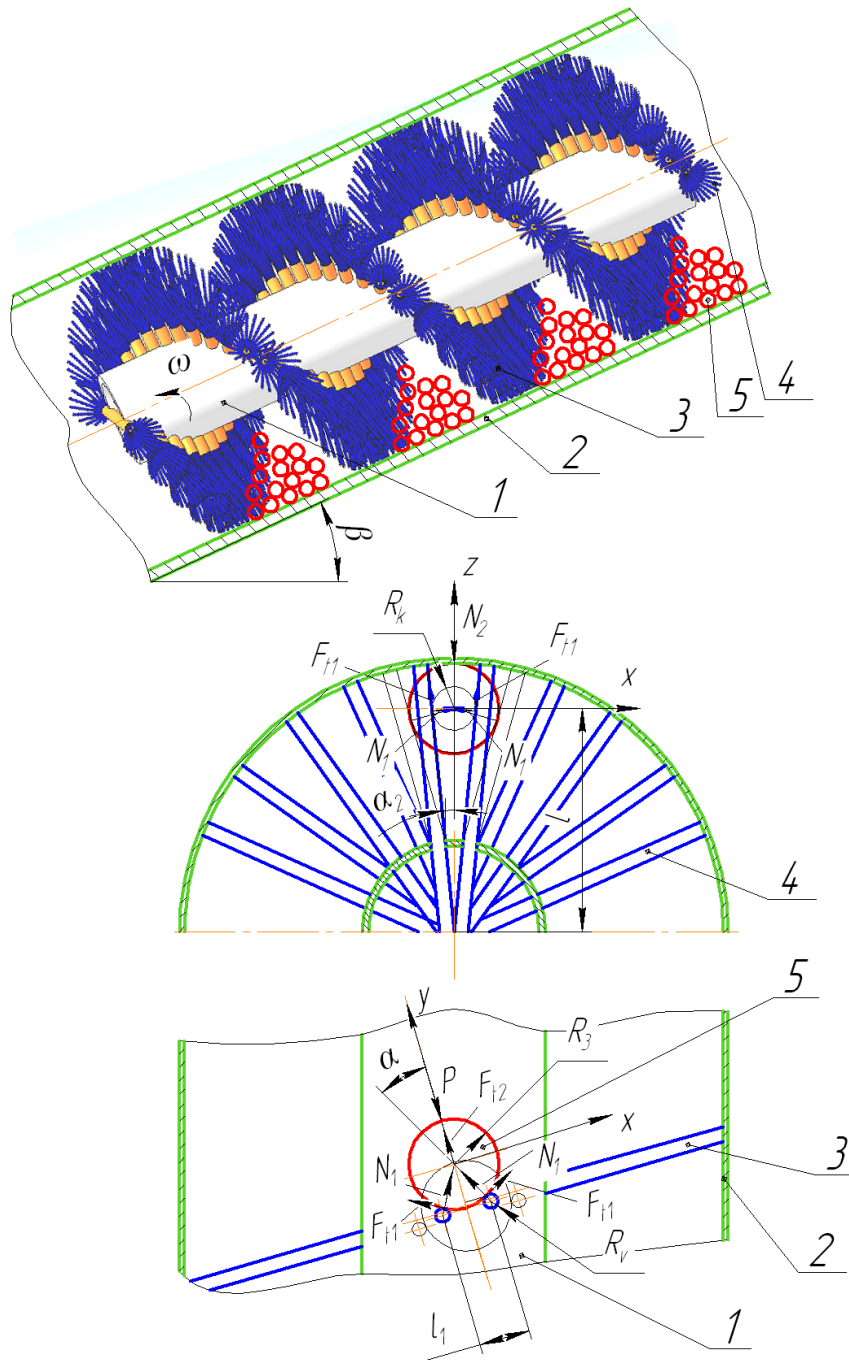 ω
4
5
3
2
1
β
z
R_k
N_2
F_t1
F_t1
x
N_1
N_1
α_2
l
4
y
5
R_3
α
P
F_t2
x
3
N_1
N_1
F_t1
F_t1
R_v
2
l_1
1